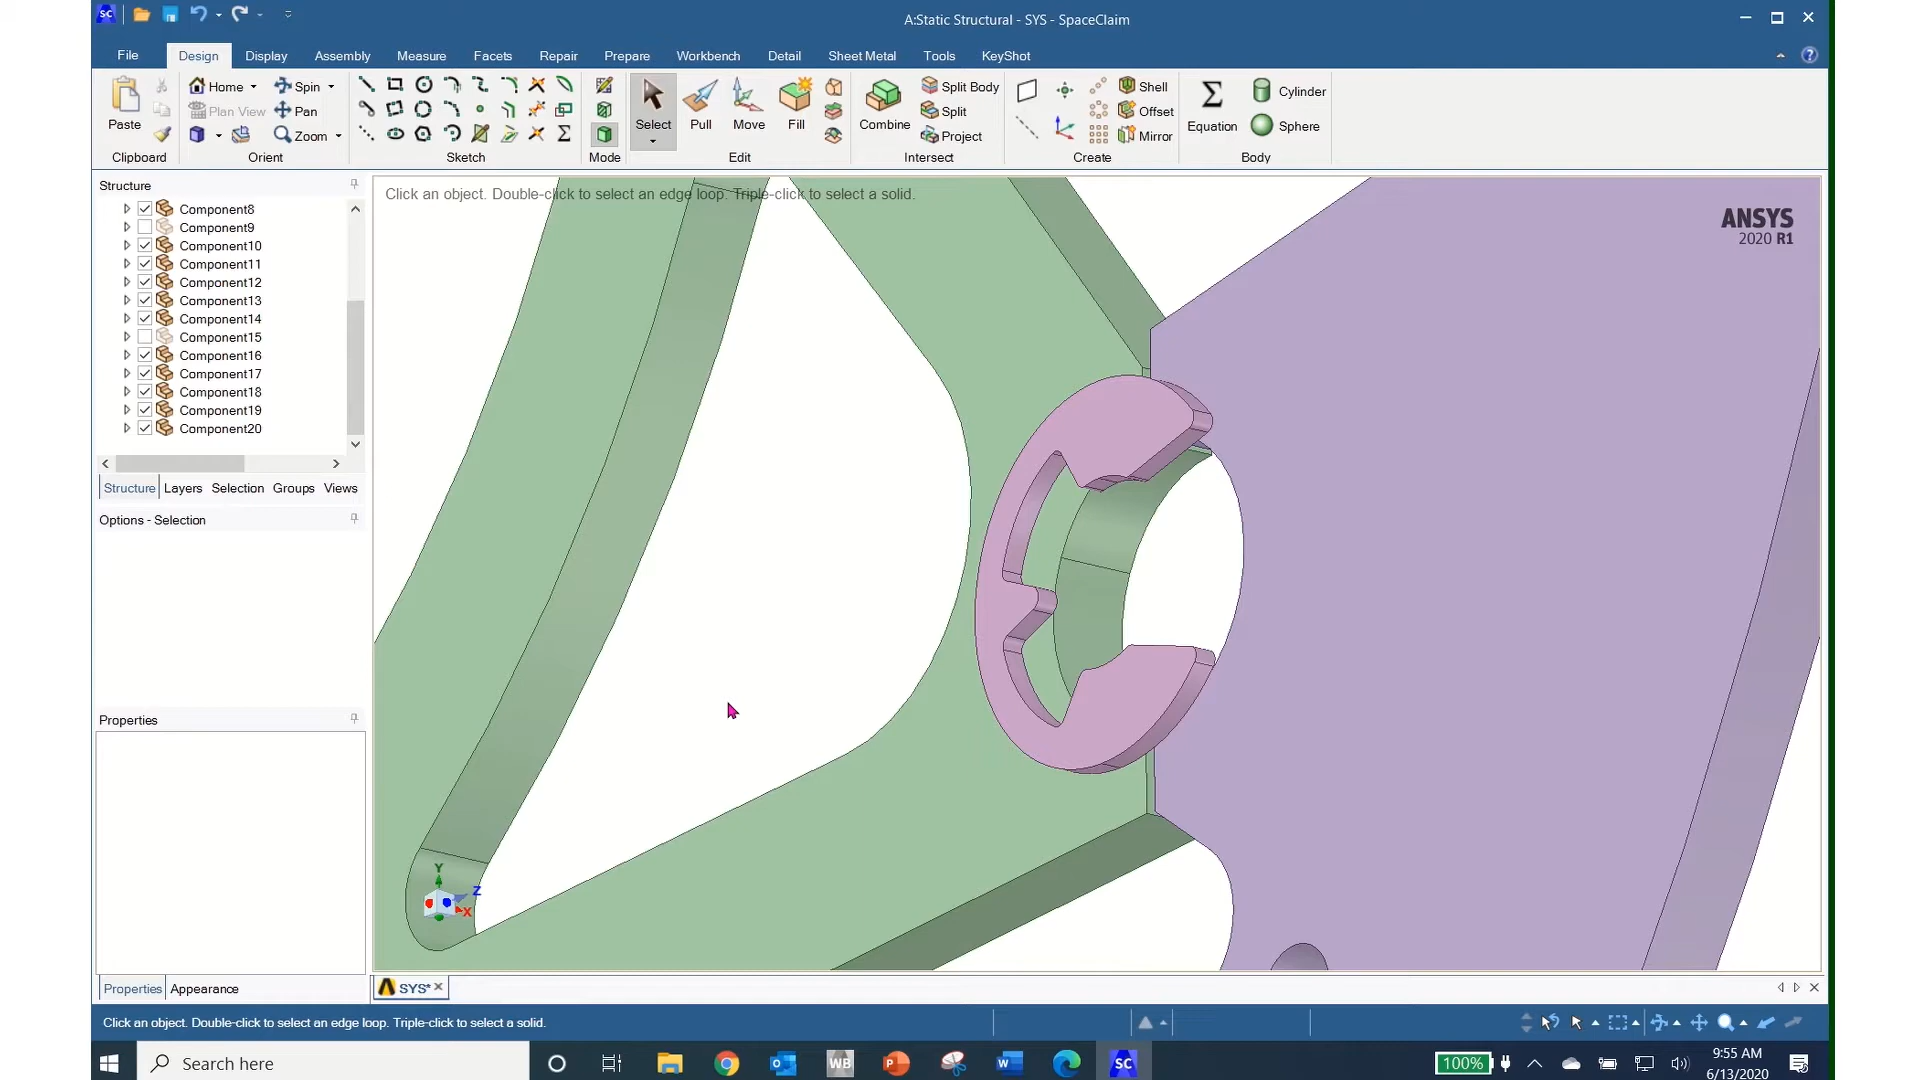 SC
A:Static Structural - SYS - SpaceClaim
File Design Display Assembly Measure Facets Repair Prepare Workbench Detail Sheet Metal Tools KeyShot
Paste
Home
Plan View
Spin
Pan
Zoom
Select
Pull
Move
Fill
Combine
Split Body
Split
Project
Shell
Offset
Mirror
Equation
Cylinder
Sphere
Clipboard Orient Sketch Mode Edit Intersect Create Body
Structure
Component8
Component9
Component10
Component11
Component12
Component13
Component14
Component15
Component16
Component17
Component18
Component19
Component20
Structure Layers Selection Groups Views
Options - Selection
Properties
Properties Appearance
Click an object. Double-click to select an edge loop. Triple-click to select a solid.
ANSYS
2020 R1
Y
Z
X
SYS*
Click an object. Double-click to select an edge loop. Triple-click to select a solid.
Search here
WB
SC
100%
9:55 AM
6/13/2020